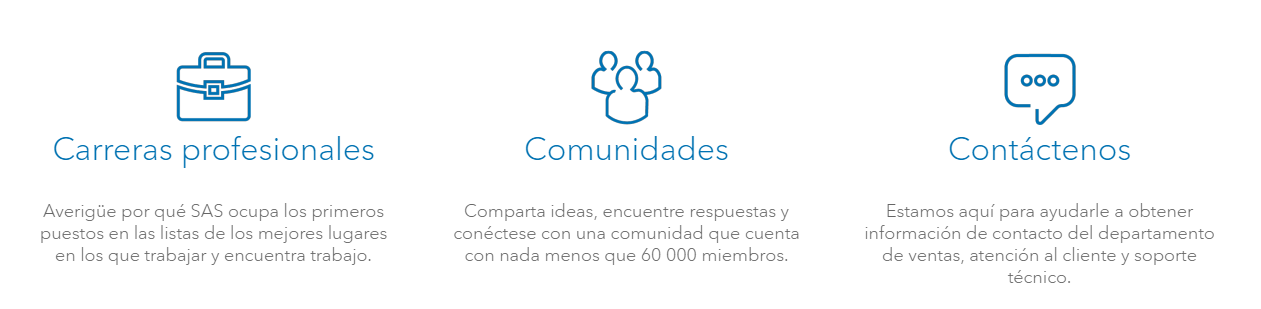 Carreras profesionales
Averigüe por qué SAS ocupa los primeros
puestos en las listas de los mejores lugares
en los que trabajar y encuentra trabajo.
Comunidades
Comparta ideas, encuentre respuestas y
conéctese con una comunidad que cuenta
con nada menos que 60 000 miembros.
Contáctenos
Estamos aquí para ayudarle a obtener
información de contacto del departamento
de ventas, atención al cliente y soporte
técnico.